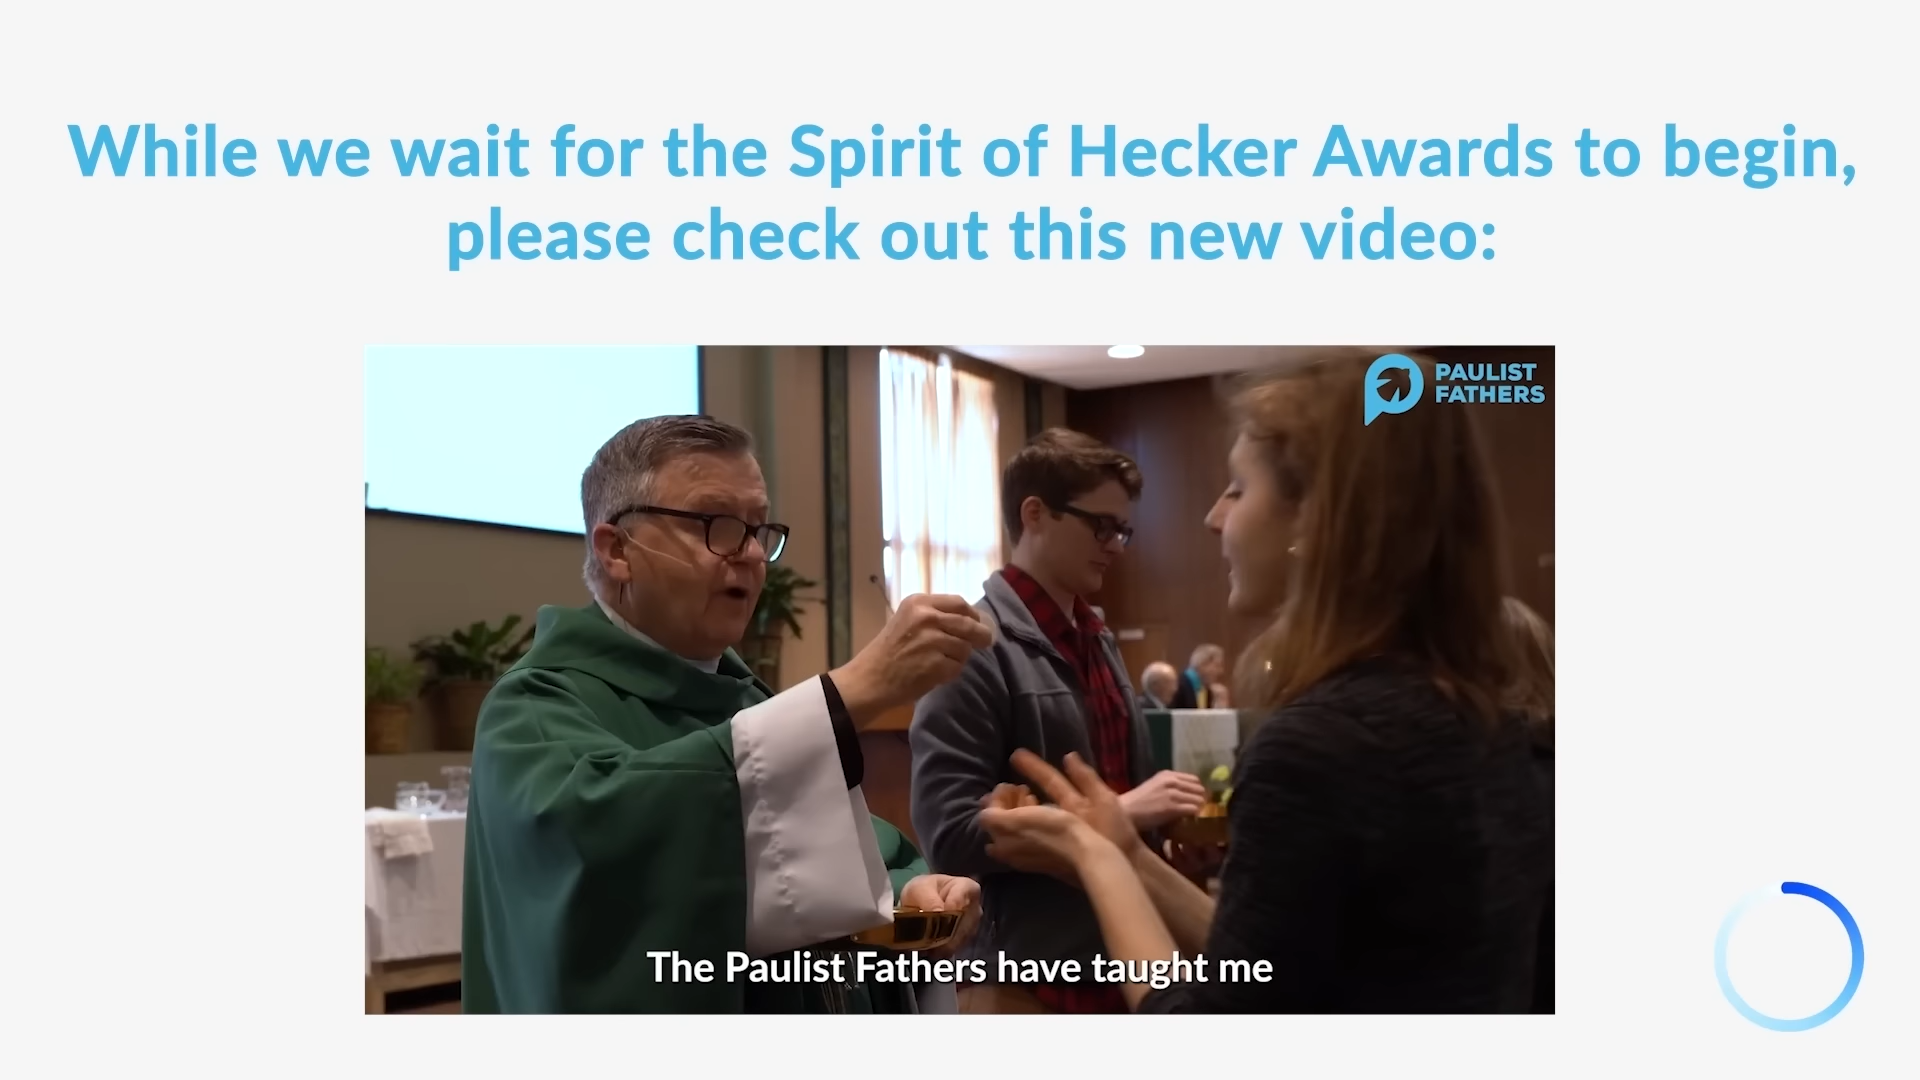 While we wait for the Spirit of Hecker Awards to begin,
please check out this new video:
PAULIST
FATHERS
The Paulist Fathers have taught me